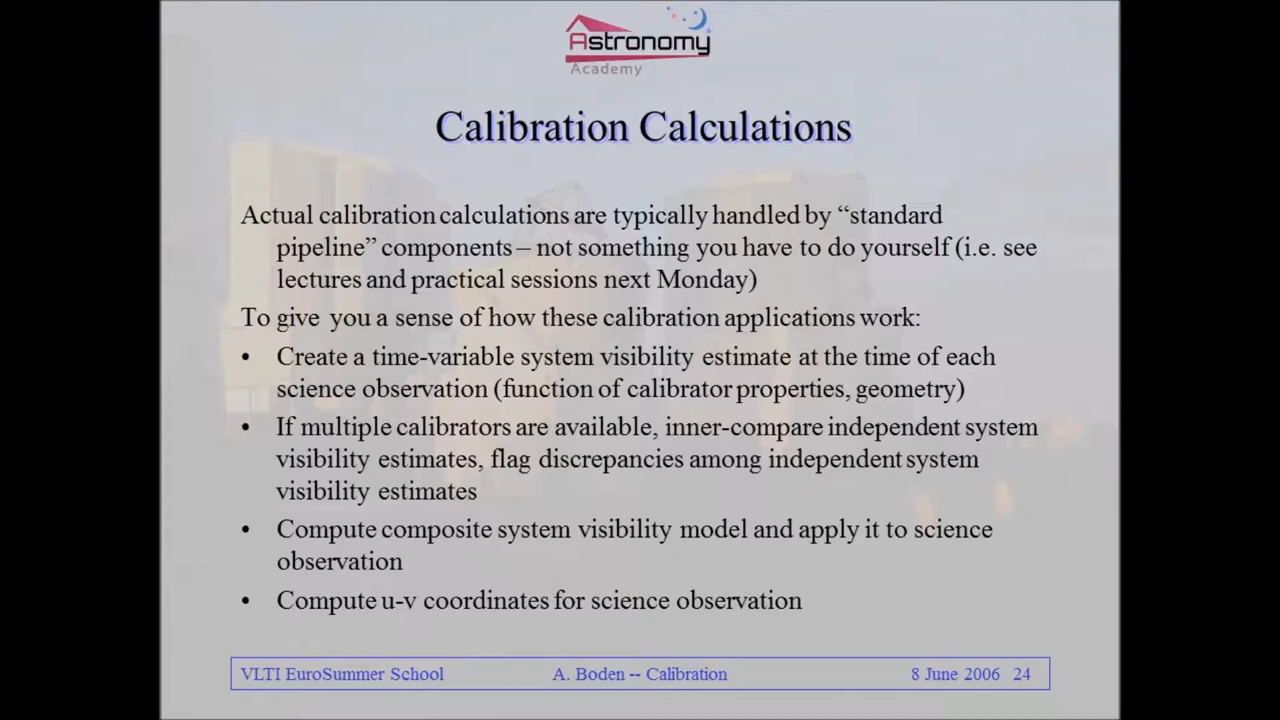 Astronomy
Academy
Calibration Calculations
Actual calibration calculations are typically handled by “standard
pipeline” components – not something you have to do yourself (i.e. see
lectures and practical sessions next Monday)
To give you a sense of how these calibration applications work:
• Create a time-variable system visibility estimate at the time of each
science observation (function of calibrator properties, geometry)
• If multiple calibrators are available, inner-compare independent system
visibility estimates, flag discrepancies among independent system
visibility estimates
• Compute composite system visibility model and apply it to science
observation
• Compute u-v coordinates for science observation
VLTI EuroSummer School A. Boden -- Calibration 8 June 2006 24